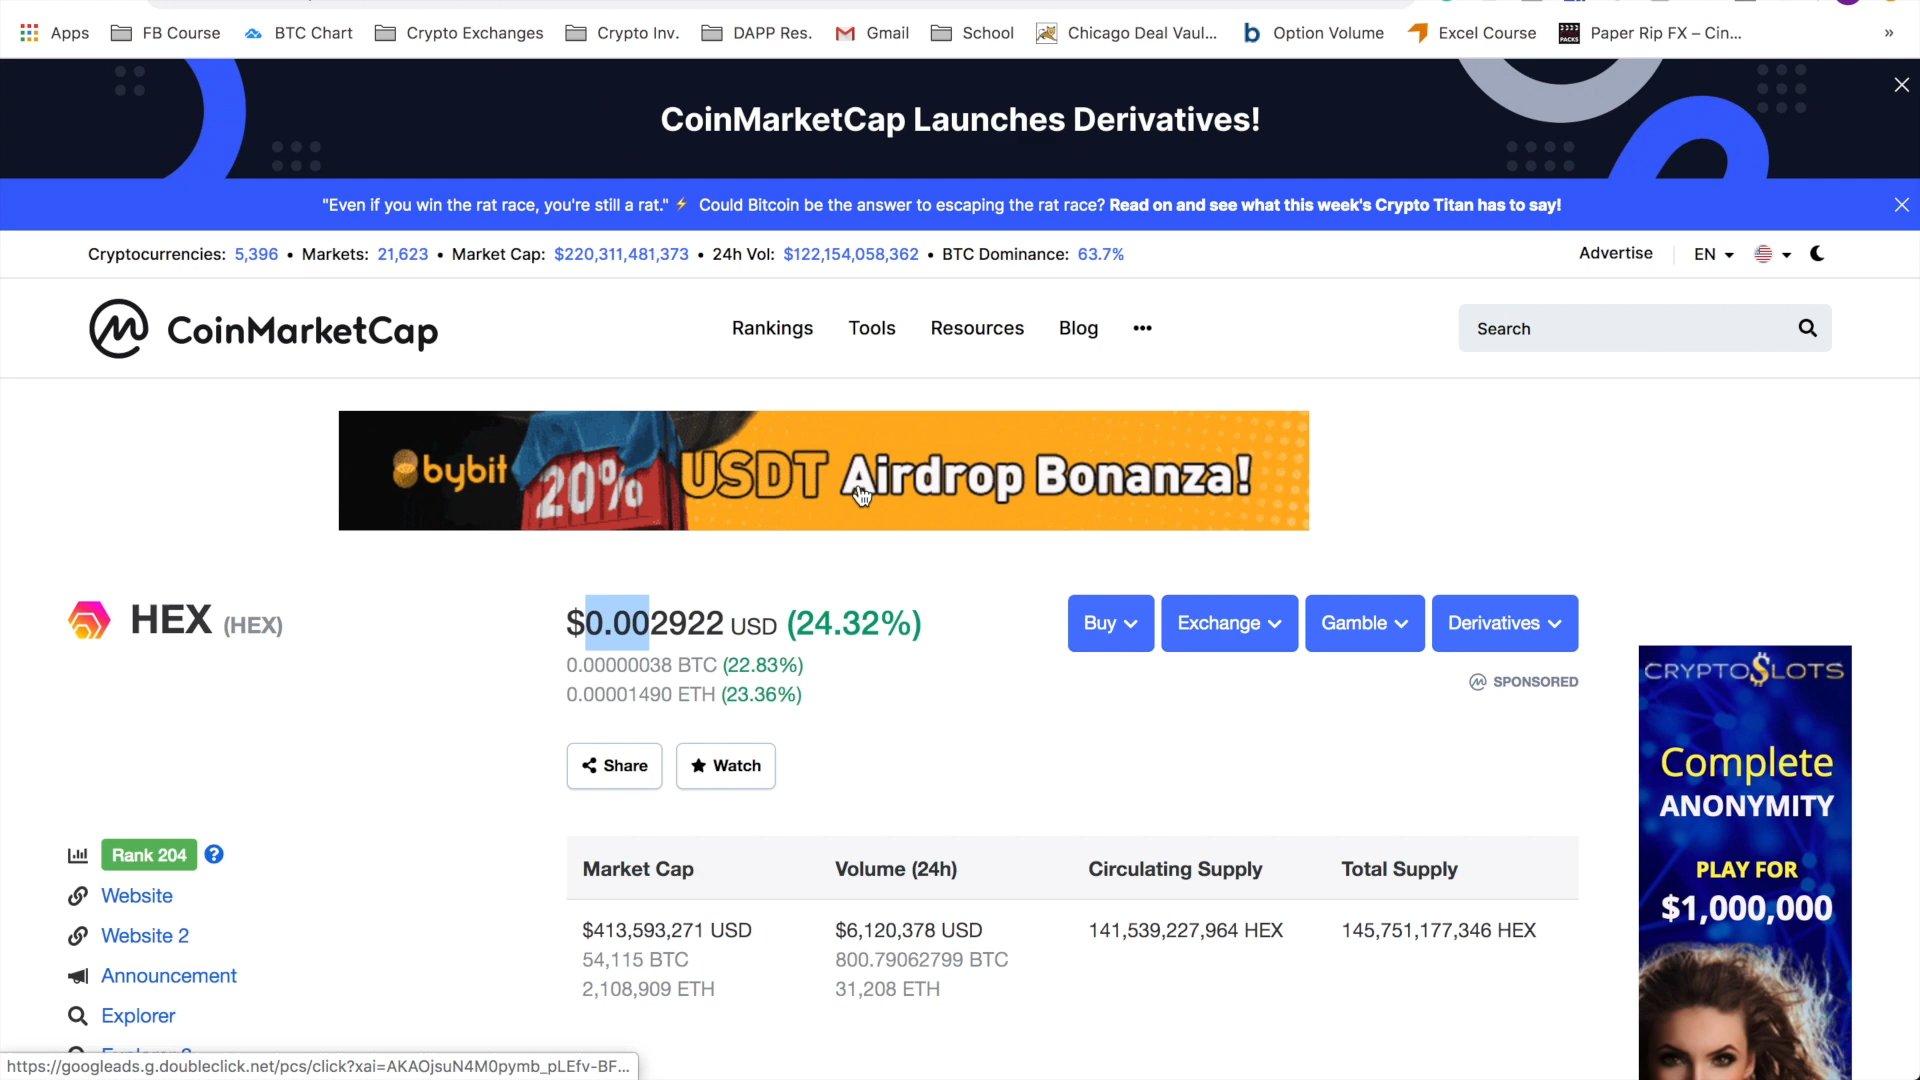 Apps FB Course BTC Chart Crypto Exchanges Crypto Inv. DAPP Res. Gmail School Chicago Deal Vaul... Option Volume Excel Course Paper Rip FX – Cin... »
CoinMarketCap Launches Derivatives!
"Even if you win the rat race, you're still a rat." ⚡ Could Bitcoin be the answer to escaping the rat race? Read on and see what this week's Crypto Titan has to say!
Cryptocurrencies: 5,396 • Markets: 21,623 • Market Cap: $220,311,481,373 • 24h Vol: $122,154,058,362 • BTC Dominance: 63.7% Advertise EN
CoinMarketCap Rankings Tools Resources Blog ••• Search
bybit 20% USDT Airdrop Bonanza!
HEX (HEX) $0.002922 USD (24.32%) Buy Exchange Gamble Derivatives
0.00000038 BTC (22.83%)
0.00001490 ETH (23.36%)
SPONSORED
Share Watch
CRYPTO$LOTS
Complete
ANONYMITY
PLAY FOR
$1,000,000
Rank 204
Website
Website 2
Announcement
Explorer
Market Cap Volume (24h) Circulating Supply Total Supply
$413,593,271 USD $6,120,378 USD 141,539,227,964 HEX 145,751,177,346 HEX
54,115 BTC 800.79062799 BTC
2,108,909 ETH 31,208 ETH
https://googleads.g.doubleclick.net/pcs/click?xai=AKAOjsuN4M0pymb_pLEfv-BF...